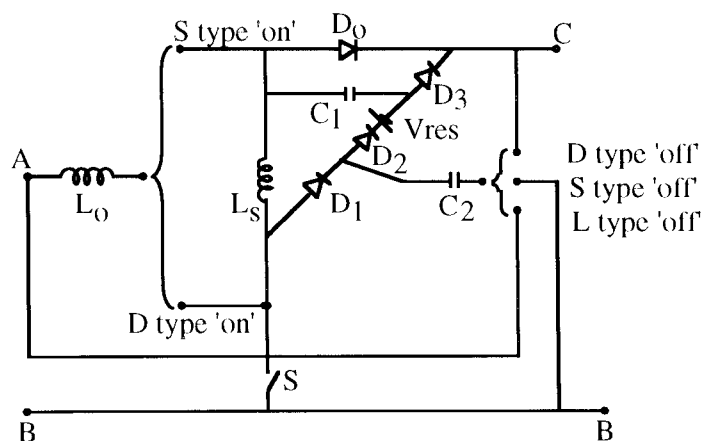 S type 'on'
Do
C
C1
D3
Vres
D2
A
Lo
Ls
D1
C2
D type 'off'
S type 'off'
L type 'off'
D type 'on'
S
B
B